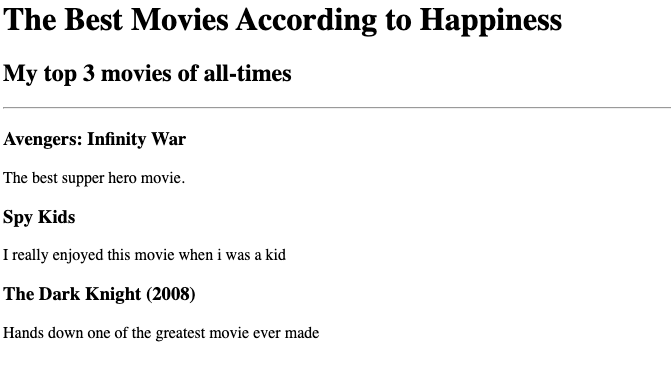 The Best Movies According to Happiness
My top 3 movies of all-times
Avengers: Infinity War
The best supper hero movie.
Spy Kids
I really enjoyed this movie when i was a kid
The Dark Knight (2008)
Hands down one of the greatest movie ever made